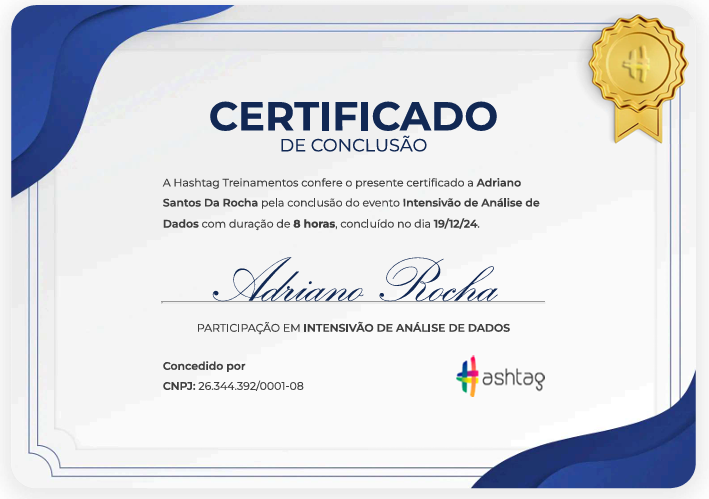 CERTIFICADO
DE CONCLUSÃO
A Hashtag Treinamentos confere o presente certificado a Adriano
Santos Da Rocha pela conclusão do evento Intensivão de Análise de
Dados com duração de 8 horas, concluído no dia 19/12/24.
Adriano Rocha
PARTICIPAÇÃO EM INTENSIVÃO DE ANÁLISE DE DADOS
Concedido por
CNPJ: 26.344.392/0001-08
#ashtag